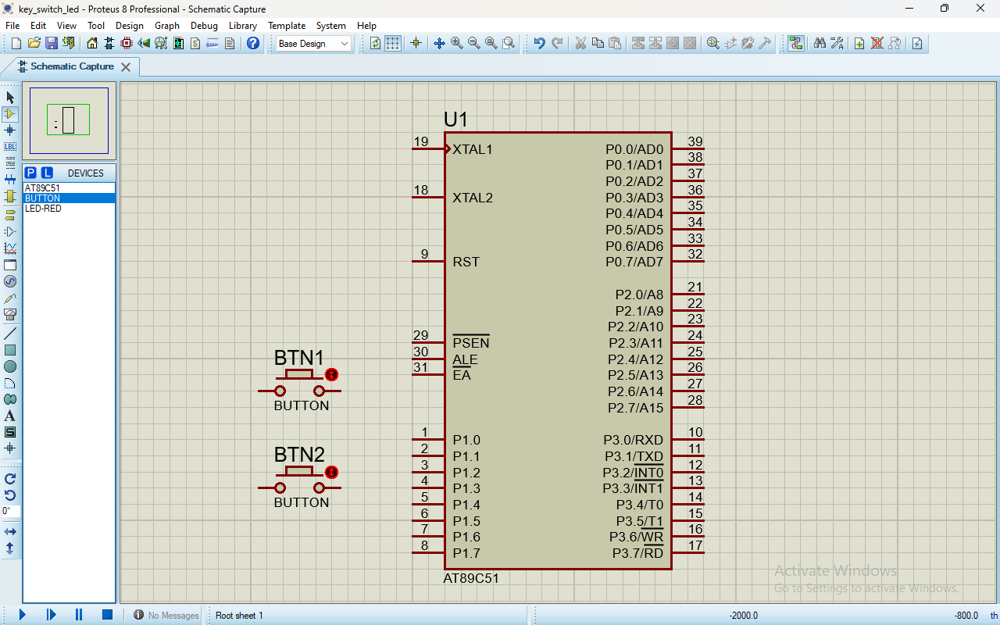 key_switch_led - Proteus 8 Professional - Schematic Capture
File Edit View Tool Design Graph Debug Library Template System Help
Base Design
Schematic Capture
P L DEVICES
AT89C51
BUTTON
LED-RED
LBL
A
S
0°
U1
19 XTAL1
18 XTAL2
9 RST
29 PSEN
30 ALE
31 EA
1 P1.0
2 P1.1
3 P1.2
4 P1.3
5 P1.4
6 P1.5
7 P1.6
8 P1.7
P0.0/AD0 39
P0.1/AD1 38
P0.2/AD2 37
P0.3/AD3 36
P0.4/AD4 35
P0.5/AD5 34
P0.6/AD6 33
P0.7/AD7 32
P2.0/A8 21
P2.1/A9 22
P2.2/A10 23
P2.3/A11 24
P2.4/A12 25
P2.5/A13 26
P2.6/A14 27
P2.7/A15 28
P3.0/RXD 10
P3.1/TXD 11
P3.2/INT0 12
P3.3/INT1 13
P3.4/T0 14
P3.5/T1 15
P3.6/WR 16
P3.7/RD 17
AT89C51
BTN1
BUTTON
BTN2
BUTTON
Activate Windows
Go to Settings to activate Windows.
No Messages
Root sheet 1
-2000.0
-800.0
th